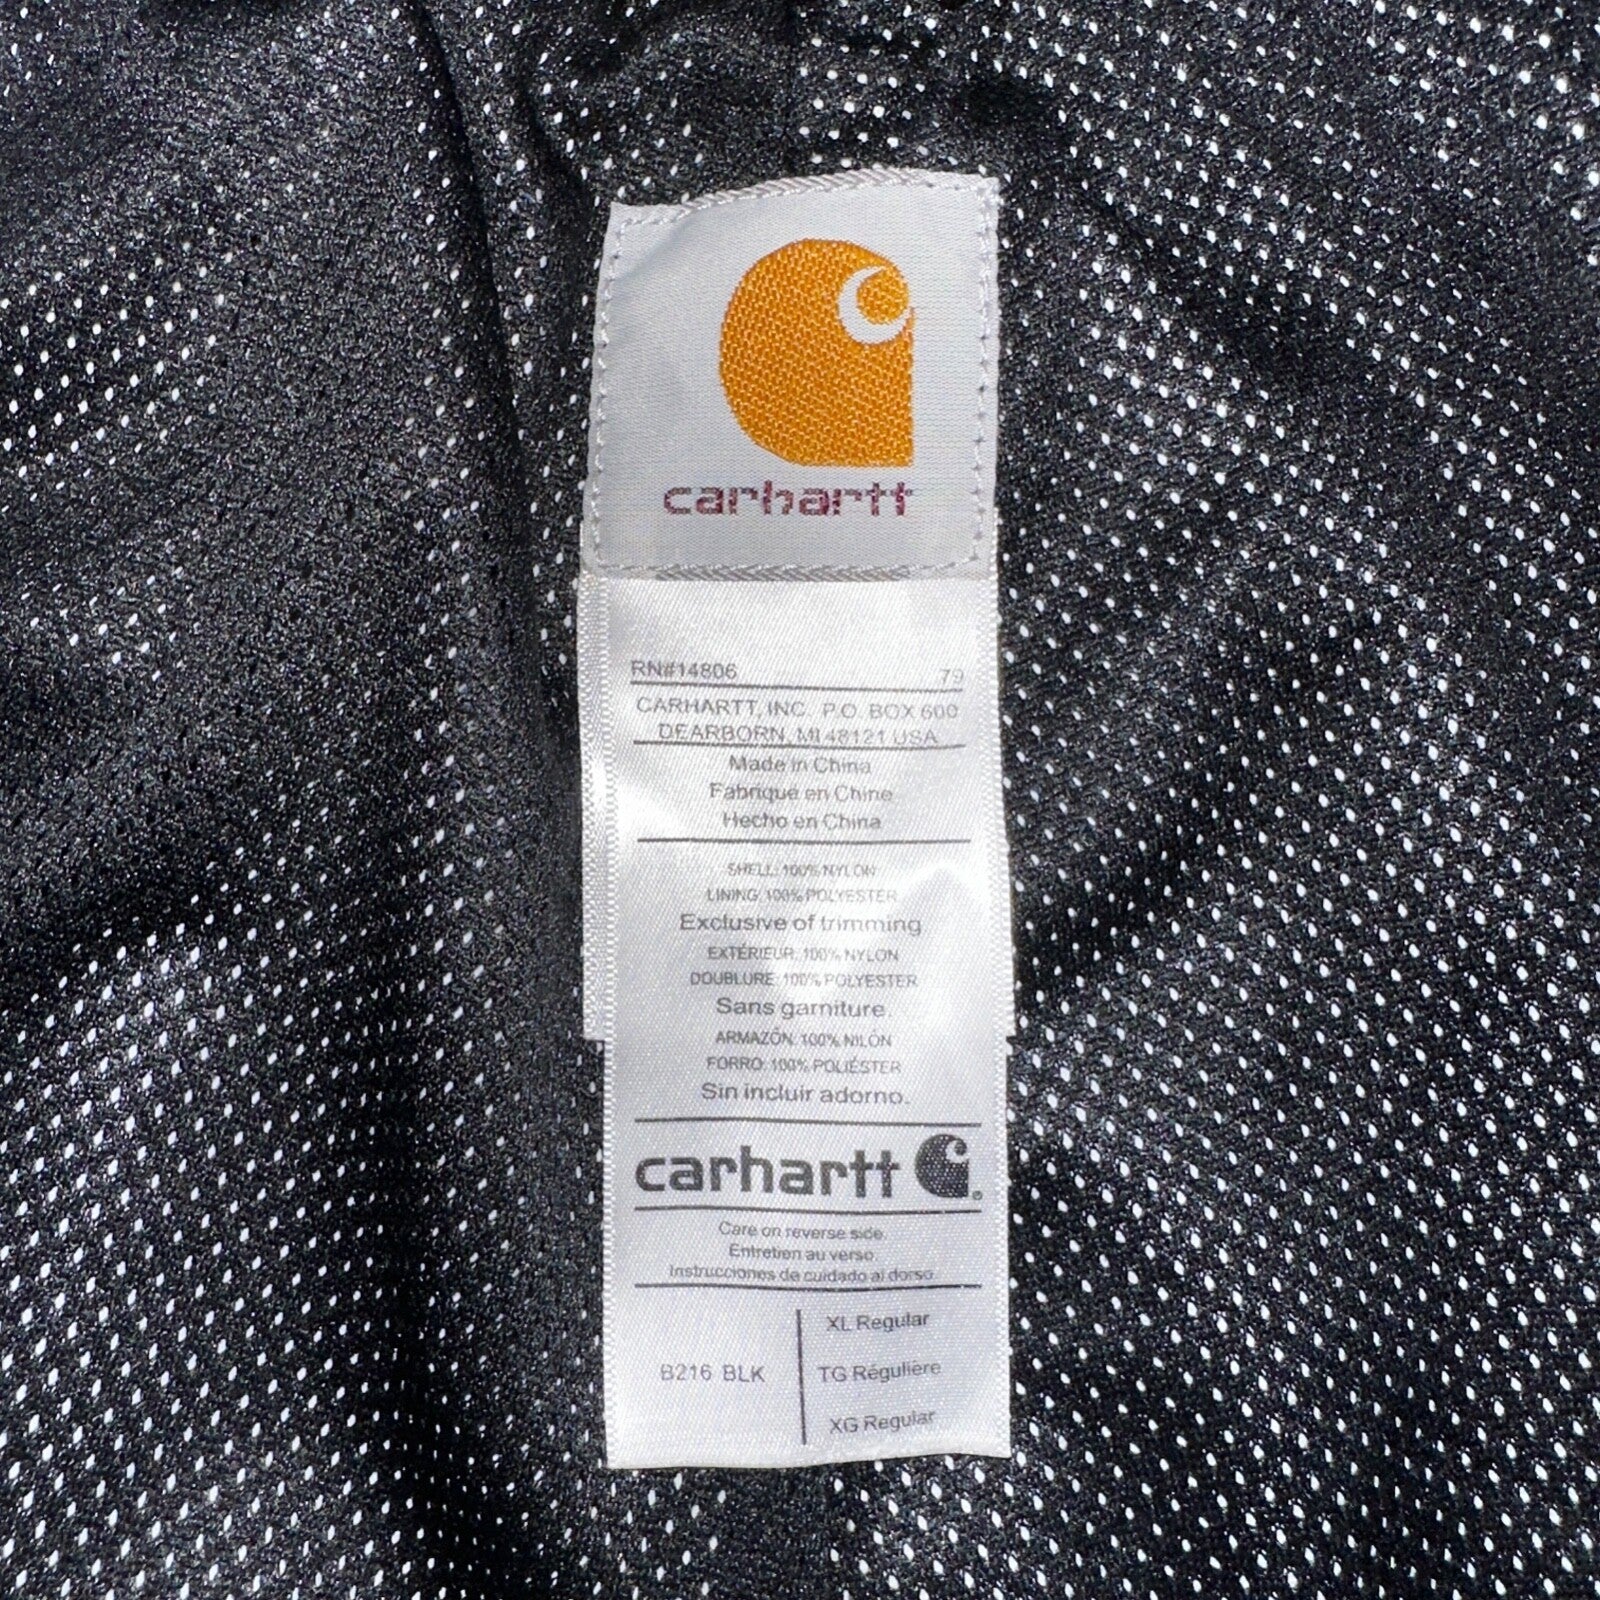 carhartt
RN#14806 79
CARHARTT, INC. P.O. BOX 600
DEARBORN, MI 48121 USA
Made in China
Fabriqué en Chine
Hecho en China
SHELL: 100% NYLON
LINING: 100% POLYESTER
Exclusive of trimming
EXTÉRIEUR: 100% NYLON
DOUBLURE: 100% POLYESTER
Sans garniture.
ARMAZÓN: 100% NILÓN
FORRO: 100% POLIÉSTER
Sin incluir adorno.
carhartt
Care on reverse side.
Entretien au verso
Instrucciones de cuidado al dorso.
XL Regular
B216 BLK TG Régulière
XG Regular